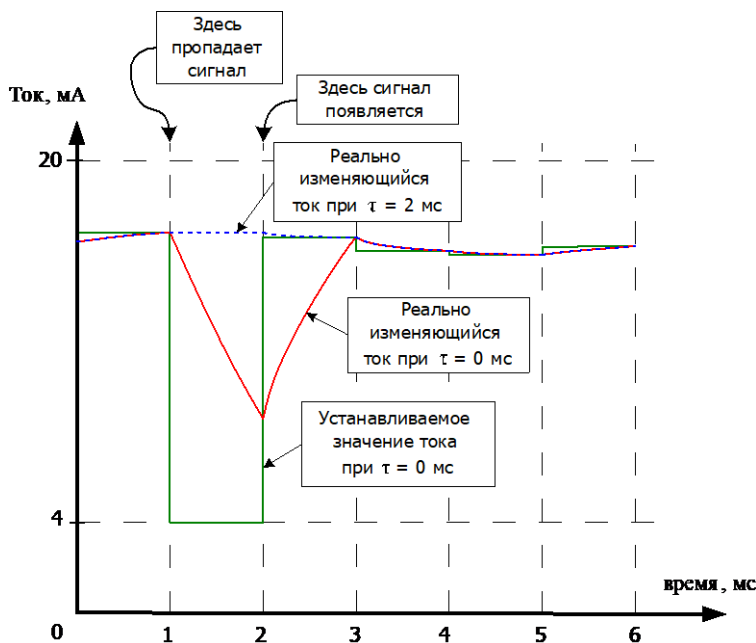 Здесь
пропадает
сигнал
Здесь сигнал
появляется
Ток, мА
20
Реально
изменяющийся
ток при τ = 2 мс
Реально
изменяющийся
ток при τ = 0 мс
Устанавливаемое
значение тока
при τ = 0 мс
4
время, мс
0 1 2 3 4 5 6